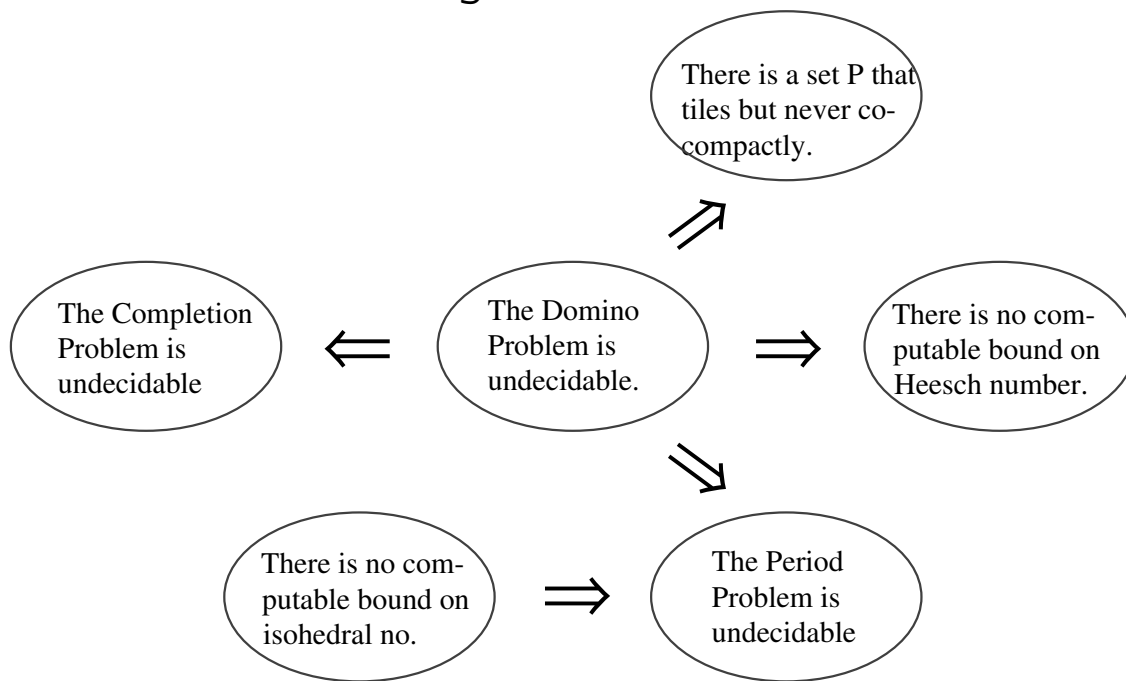 There is a set P that
tiles but never co-
compactly.
The Completion
Problem is
undecidable
The Domino
Problem is
undecidable.
There is no com-
putable bound on
Heesch number.
There is no com-
putable bound on
isohedral no.
The Period
Problem is
undecidable